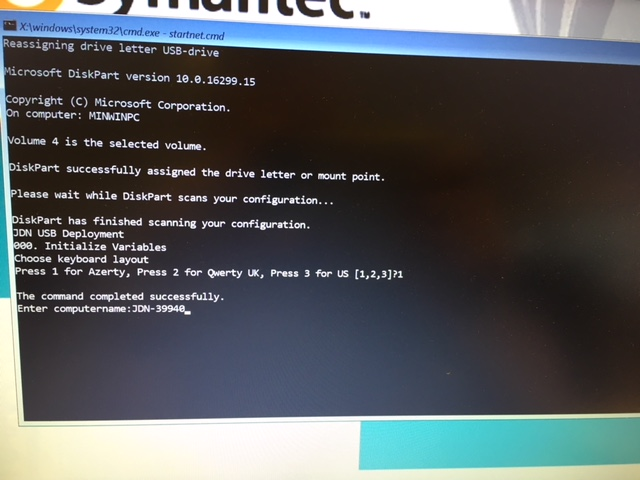 Symantec™
X:\windows\system32\cmd.exe - startnet.cmd
Reassigning drive letter USB-drive
Microsoft DiskPart version 10.0.16299.15
Copyright (C) Microsoft Corporation.
On computer: MINWINPC
Volume 4 is the selected volume.
DiskPart successfully assigned the drive letter or mount point.
Please wait while DiskPart scans your configuration...
DiskPart has finished scanning your configuration.
JDN USB Deployment
000. Initialize Variables
Choose keyboard layout
Press 1 for Azerty, Press 2 for Qwerty UK, Press 3 for US [1,2,3]?1
The command completed successfully.
Enter computername:JDN-39940_